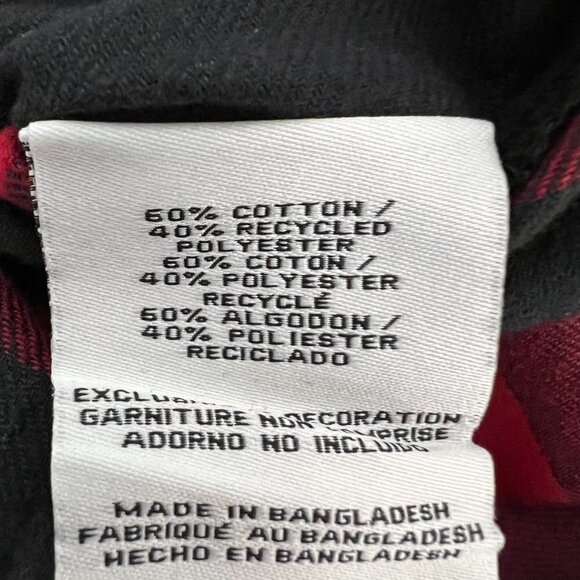 60% COTTON /
40% RECYCLED
POLYESTER
60% COTON /
40% POLYESTER
RECYCLÉ
60% ALGODON /
40% POLIESTER
RECICLADO
GARNITURE
ADORNO NO INCLUIDO
MADE IN BANGLADESH
FABRIQUÉ AU BANGLADESH
HECHO EN BANGLADESH